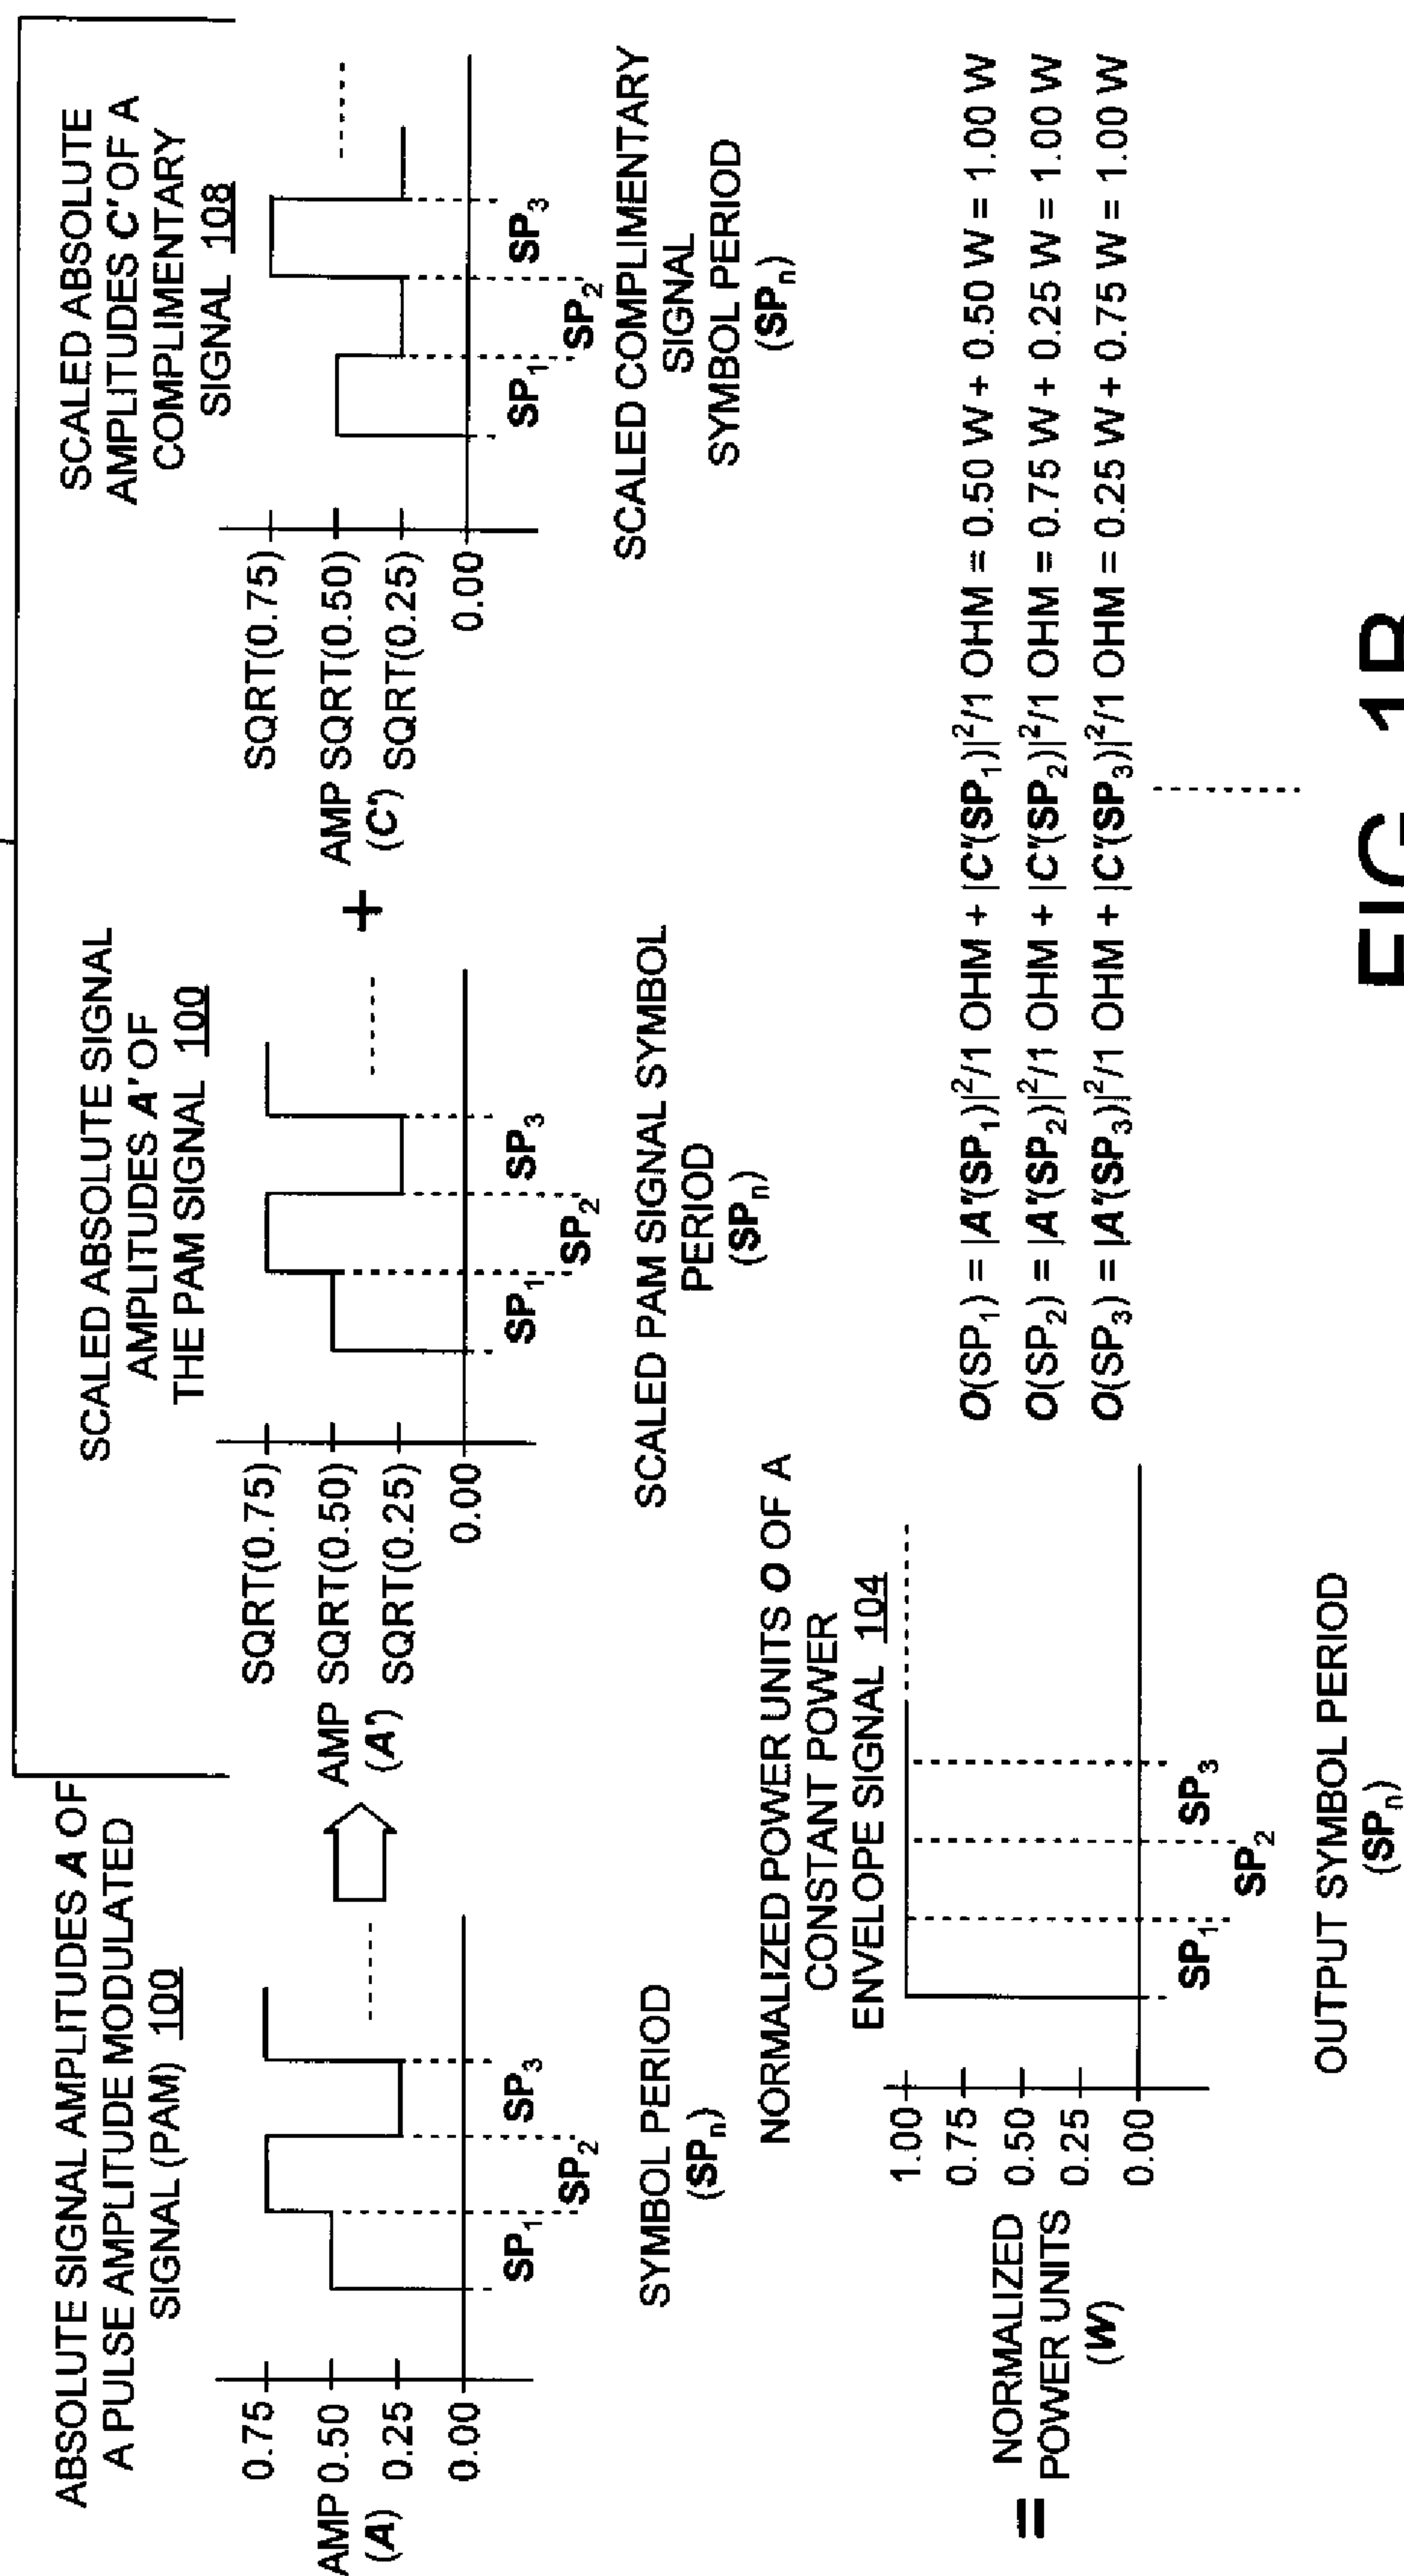 ABSOLUTE SIGNAL AMPLITUDES A OF
A PULSE AMPLITUDE MODULATED
SIGNAL (PAM) 100
0.75
AMP 0.50
(A) 0.25
0.00
SP1
SP2
SP3
SYMBOL PERIOD
(SPn)
SCALED ABSOLUTE SIGNAL
AMPLITUDES A' OF
THE PAM SIGNAL 100
SQRT(0.75)
AMP SQRT(0.50)
(A') SQRT(0.25)
0.00
SP1
SP2
SP3
SCALED PAM SIGNAL SYMBOL
PERIOD
(SPn)
+
SCALED ABSOLUTE
AMPLITUDES C' OF A
COMPLIMENTARY
SIGNAL 108
SQRT(0.75)
AMP SQRT(0.50)
(C') SQRT(0.25)
0.00
SP1
SP2
SP3
SCALED COMPLIMENTARY
SIGNAL
SYMBOL PERIOD
(SPn)
=
NORMALIZED
POWER UNITS
(W)
NORMALIZED POWER UNITS O OF A
CONSTANT POWER
ENVELOPE SIGNAL 104
1.00
0.75
0.50
0.25
0.00
SP1
SP2
SP3
OUTPUT SYMBOL PERIOD
(SPn)
O(SP1) = |A'(SP1)|²/1 OHM + |C'(SP1)|²/1 OHM = 0.50 W + 0.50 W = 1.00 W
O(SP2) = |A'(SP2)|²/1 OHM + |C'(SP2)|²/1 OHM = 0.75 W + 0.25 W = 1.00 W
O(SP3) = |A'(SP3)|²/1 OHM + |C'(SP3)|²/1 OHM = 0.25 W + 0.75 W = 1.00 W
FIG. 1B